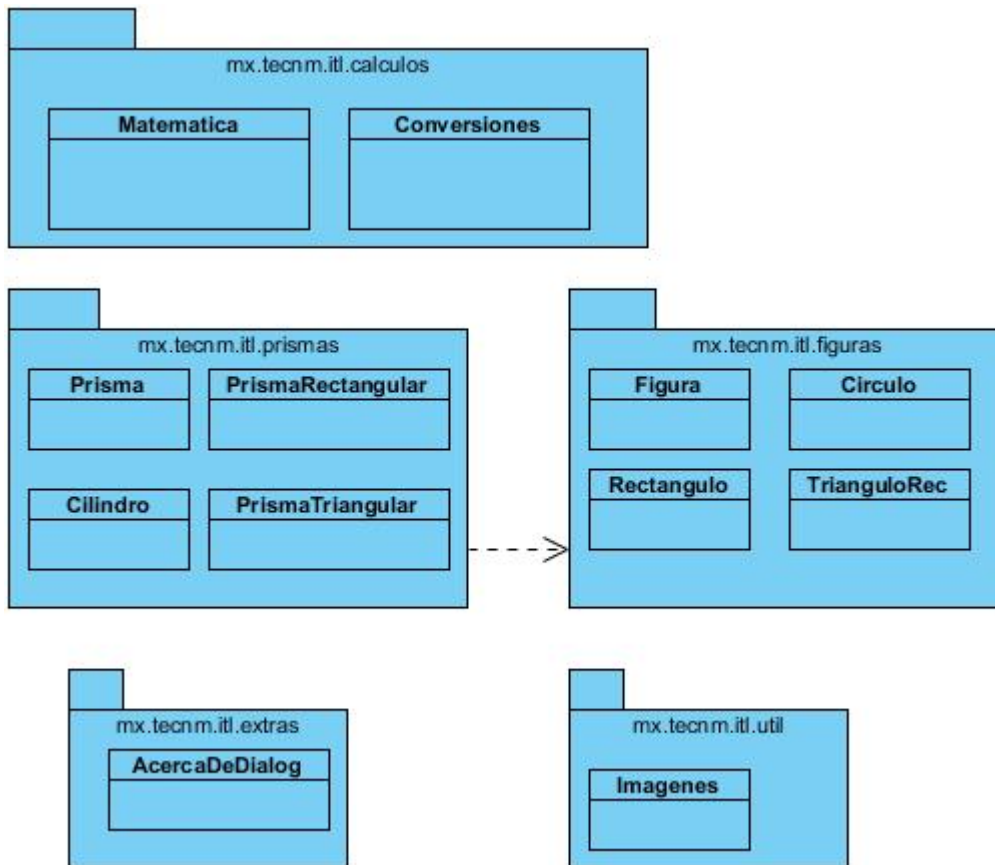 mx.tecnm.itl.calculos
Matematica Conversiones
mx.tecnm.itl.prismas
Prisma PrismaRectangular
Cilindro PrismaTriangular
mx.tecnm.itl.figuras
Figura Circulo
Rectangulo TrianguloRec
mx.tecnm.itl.extras
AcercaDeDialog
mx.tecnm.itl.util
Imagenes